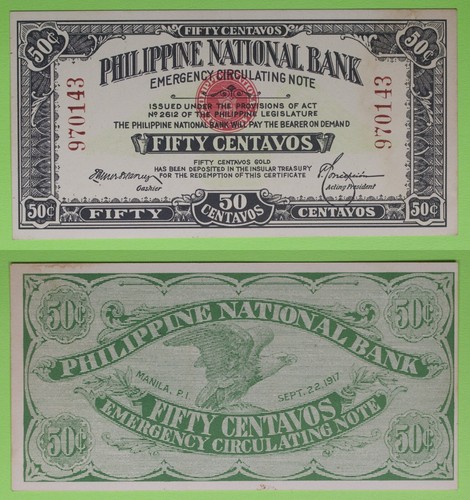 FIFTY CENTAVOS
50¢ 50¢
PHILIPPINE NATIONAL BANK
EMERGENCY CIRCULATING NOTE
ISSUED UNDER THE PROVISIONS OF ACT
No 2612 OF THE PHILIPPINE LEGISLATURE
THE PHILIPPINE NATIONAL BANK WILL PAY THE BEARER ON DEMAND
FIFTY CENTAVOS
970143 970143
FIFTY CENTAVOS GOLD
HAS BEEN DEPOSITED IN THE INSULAR TREASURY
FOR THE REDEMPTION OF THIS CERTIFICATE
Cashier
Acting President
50¢ FIFTY 50 CENTAVOS CENTAVOS 50¢
50¢ 50¢
PHILIPPINE NATIONAL BANK
MANILA, P.I. SEPT. 22, 1917
FIFTY CENTAVOS
EMERGENCY CIRCULATING NOTE
50¢ 50¢